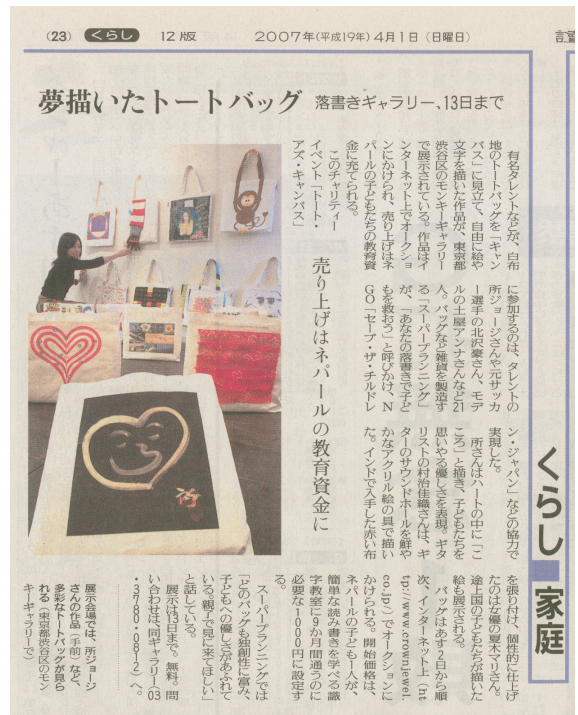 (23) くらし 12版 2007年(平成19年)4月1日(日曜日)
夢描いたトートバッグ 落書きギャラリー、13日まで
売り上げはネパールの教育資金に
有名タレントなどが、白布
地のトートバッグを「キャン
バス」に見立て、自由に絵や
文字を描いた作品が、東京都
渋谷区のモンキーギャラリー
で展示されている。作品はイ
ンターネット上でオークショ
ンにかけられ、売り上げはネ
パールの子どもたちの教育資
金に充てられる。
このチャリティー
イベント「トート・
アズ・キャンバス」
に参加するのは、タレントの
所ジョージさんや元サッカ
ー選手の北沢豪さん、モデ
ルの土屋アンナさんなど21
人。バッグなど雑貨を製造す
る「スーパープランニング」
が、「あなたの落書きで子ど
もを救おう」と呼びかけ、N
GO「セーブ・ザ・チルドレ
ン・ジャパン」などの協力で
実現した。
所さんはハートの中に「こ
ころ」と描き、子どもたちを
思いやる優しさを表現。ギタ
リストの村治佳織さんは、ギ
ターのサウンドホールを鮮や
かなアクリル絵の具で描い
た。インドで入手した赤い布
を張り付け、個性的に仕上げ
たのは女優の夏木マリさん。
途上国の子どもたちが描いた
絵も展示される。
バッグはあす2日から順
次、インターネット上(ht
tp://www.crownjewel.
co.jp/)でオークションに
かけられる。開始価格は、
ネパールの子ども1人が、
簡単な読み書きを学べる識
字教室に9か月間通うのに
必要な1000円に設定す
る。
スーパープランニングでは
「どのバッグも独創性に富み、
子どもへの優しさがあふれて
いる。親子で見に来てほしい」
と話している。
展示は13日まで。無料。問
い合わせは、同ギャラリー(03
・3780・0812)へ。
展示会場では、所ジョージ
さんの作品(手前)など、
多彩なトートバッグが見ら
れる(東京都渋谷区のモン
キーギャラリーで)
くらし 家庭